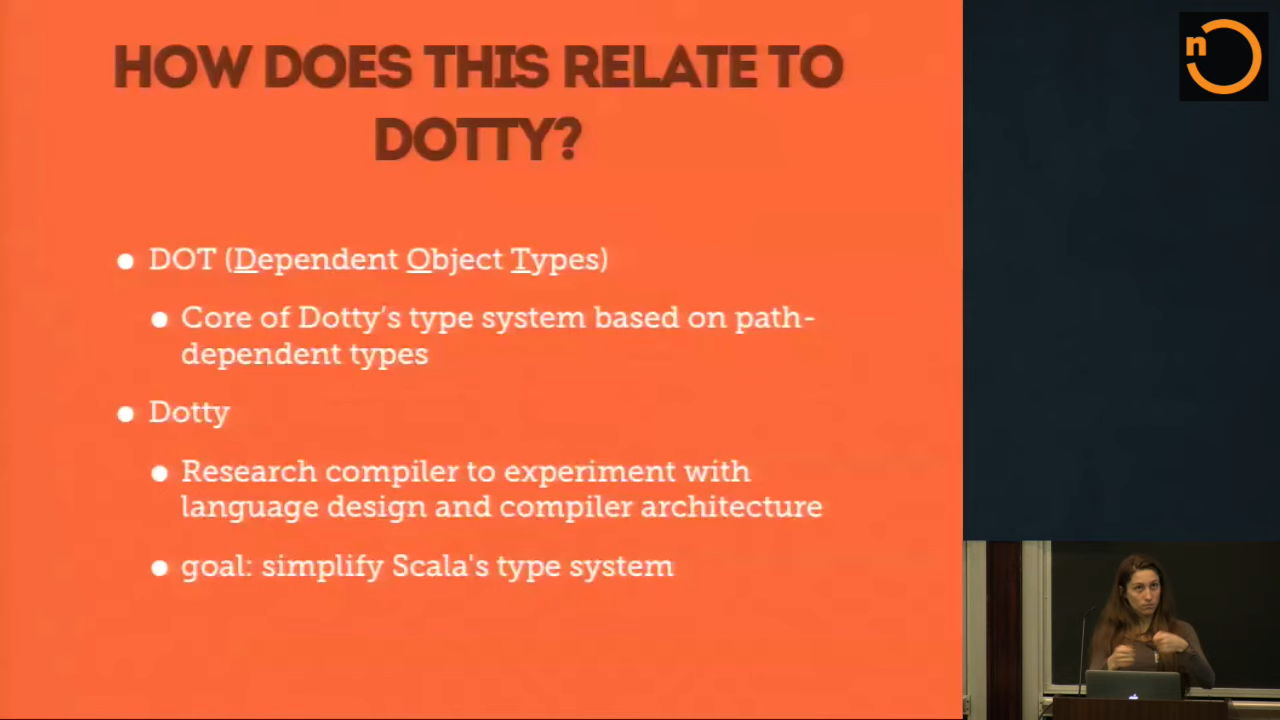 HOW DOES THIS RELATE TO
DOTTY?
• DOT (Dependent Object Types)
• Core of Dotty’s type system based on path-
dependent types
• Dotty
• Research compiler to experiment with
language design and compiler architecture
• goal: simplify Scala's type system
n